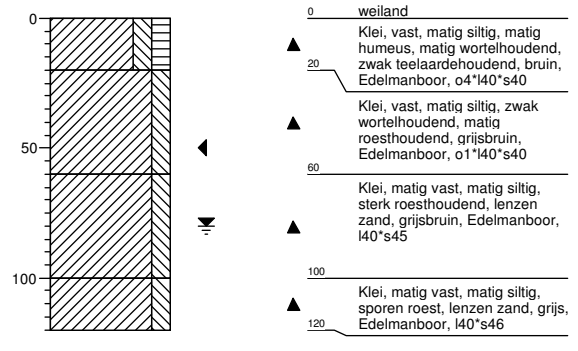 0
50
100
0 weiland
Klei, vast, matig siltig, matig
humeus, matig wortelhoudend,
zwak teelaardehoudend, bruin,
Edelmanboor, o4*l40*s40
20
Klei, vast, matig siltig, zwak
wortelhoudend, matig
roesthoudend, grijsbruin,
Edelmanboor, o1*l40*s40
60
Klei, matig vast, matig siltig,
sterk roesthoudend, lenzen
zand, grijsbruin, Edelmanboor,
l40*s45
100
Klei, matig vast, matig siltig,
sporen roest, lenzen zand, grijs,
Edelmanboor, l40*s46
120